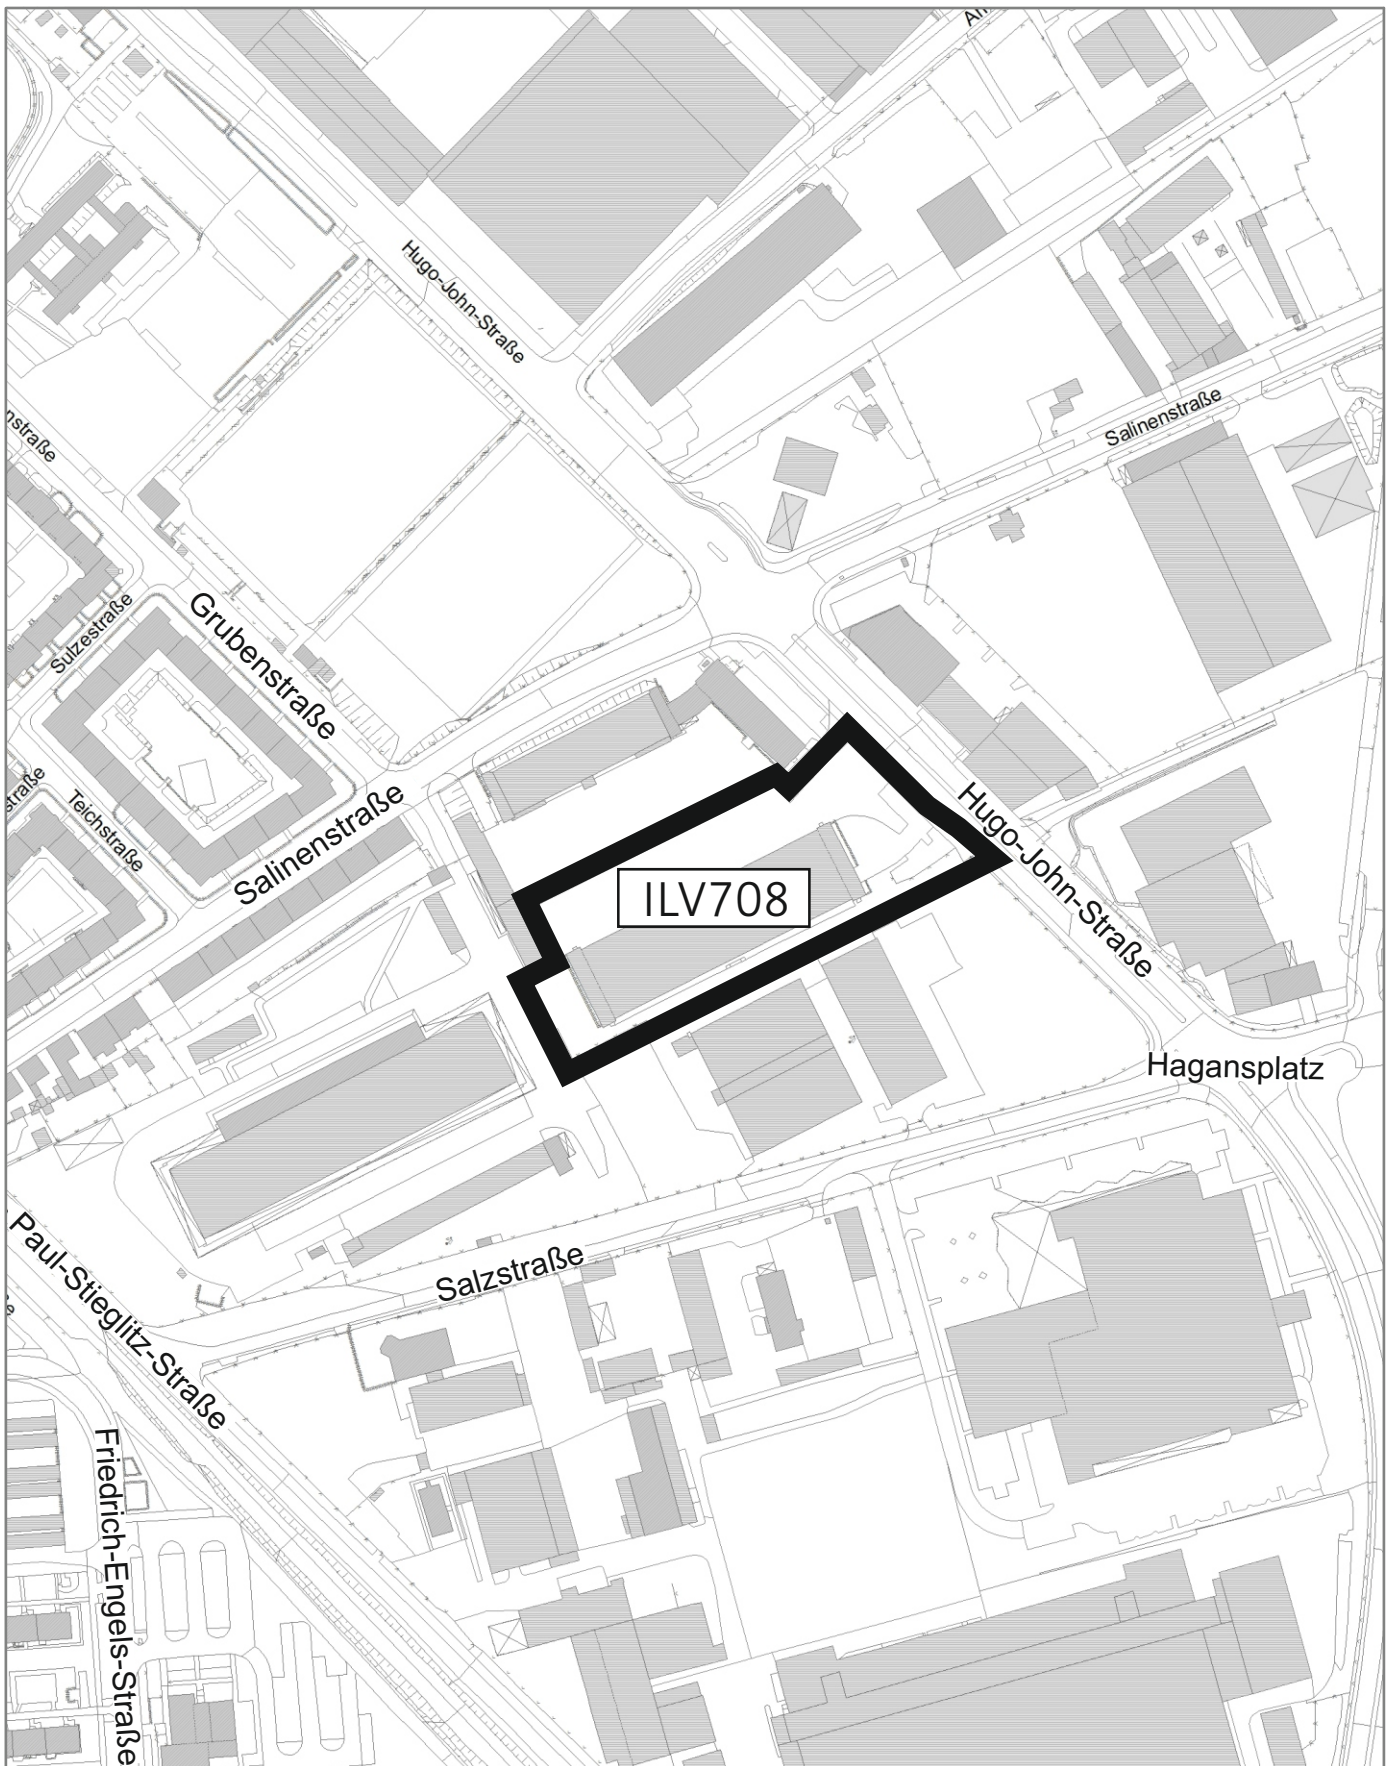 Hugo-John-Straße
Salinenstraße
Sulzestraße
Grubenstraße
Teichstraße
Salinenstraße
Hugo-John-Straße
ILV708
Hagansplatz
Salzstraße
Paul-Stieglitz-Straße
Friedrich-Engels-Straße